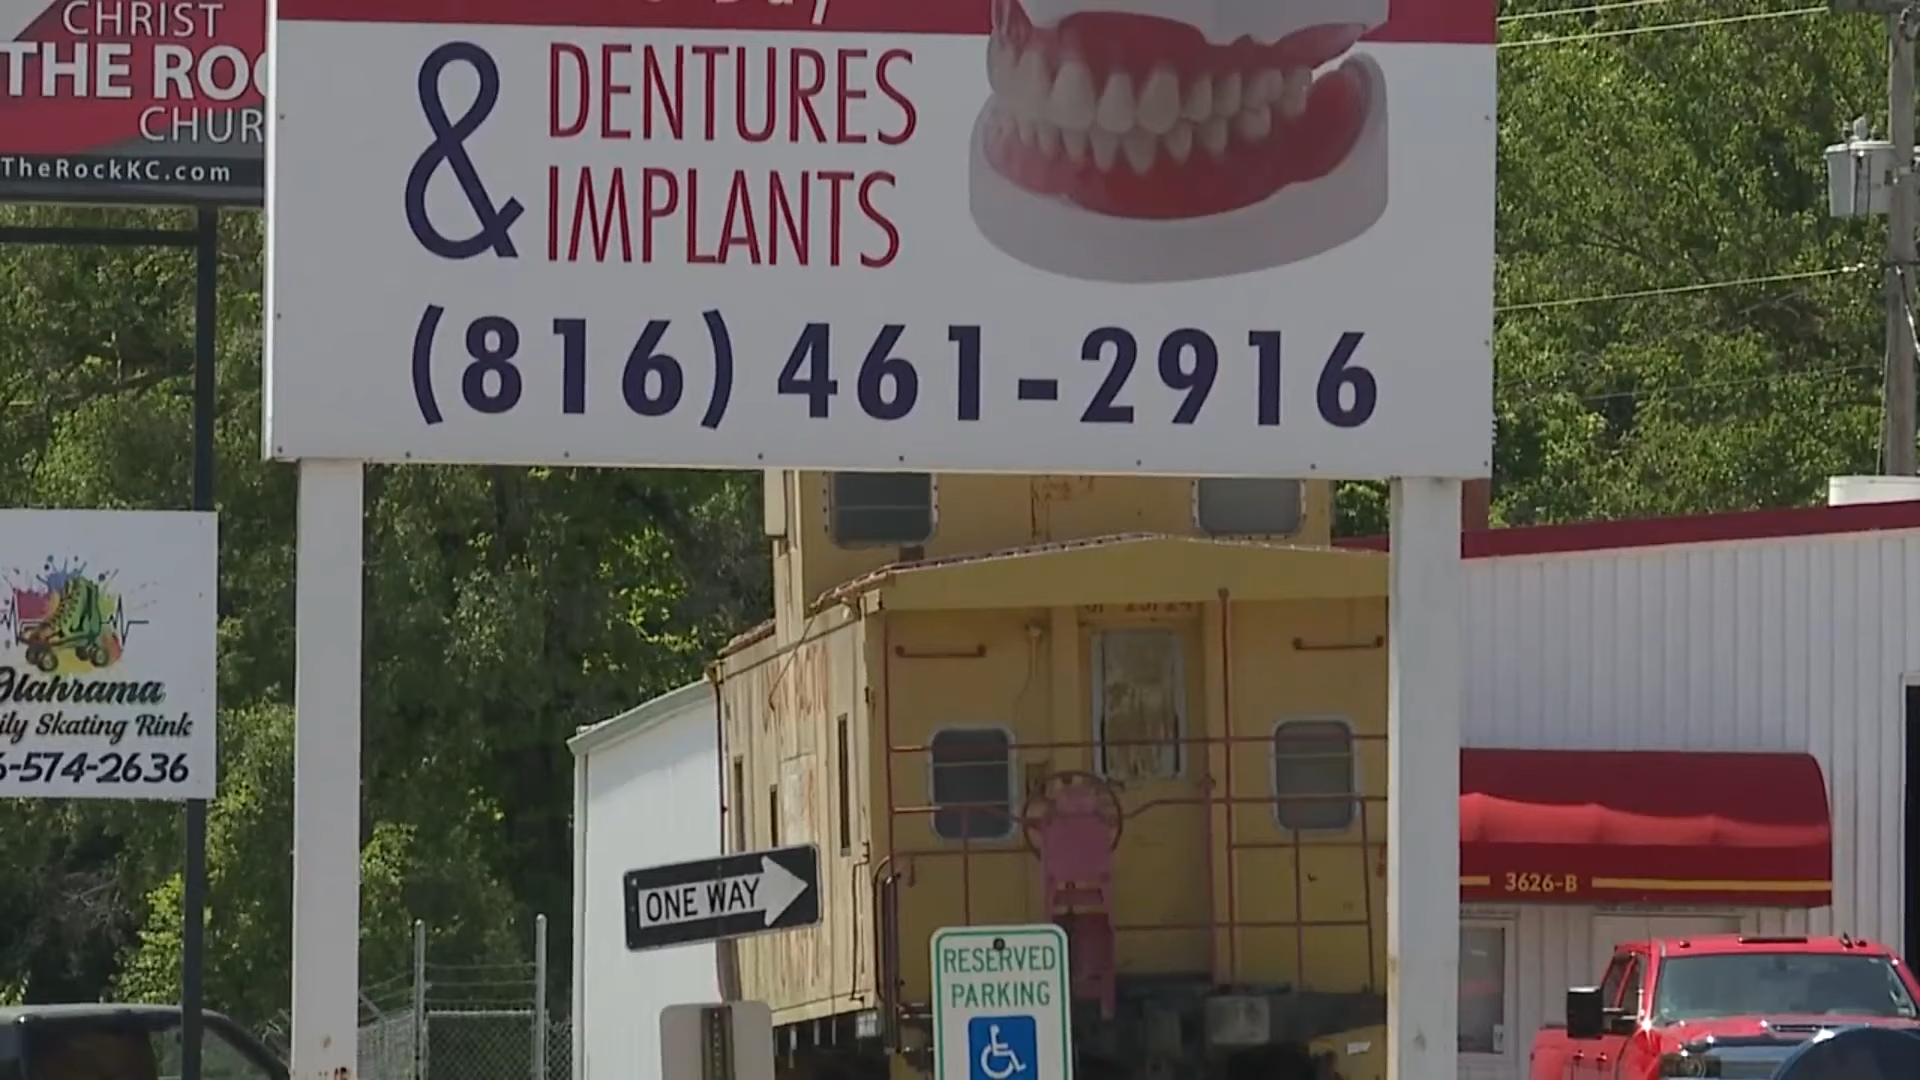 CHRIST
THE ROC
CHUR
TheRockKC.com
& DENTURES
IMPLANTS
(816) 461-2916
Olahrama
ily Skating Rink
6-574-2636
ONE WAY
RESERVED
PARKING
3626-B